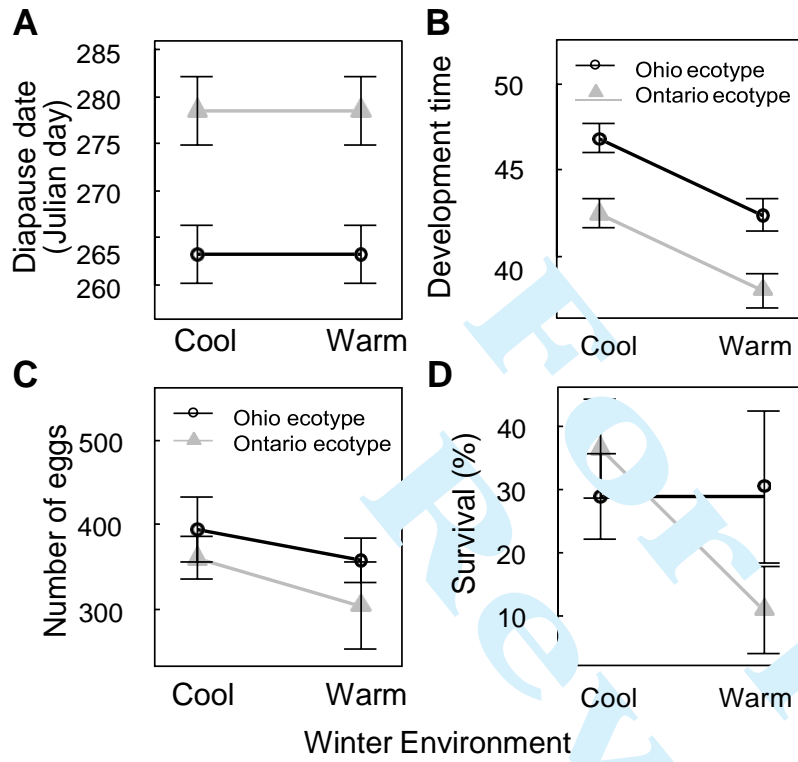 A
Diapause date
(Julian day)
285
280
275
270
265
260
Cool
Warm
B
Development time
50
45
40
Ohio ecotype
Ontario ecotype
Cool
Warm
C
Number of eggs
500
400
300
Ohio ecotype
Ontario ecotype
Cool
Warm
D
Survival (%)
40
30
20
10
Cool
Warm
Winter Environment
For
Rev